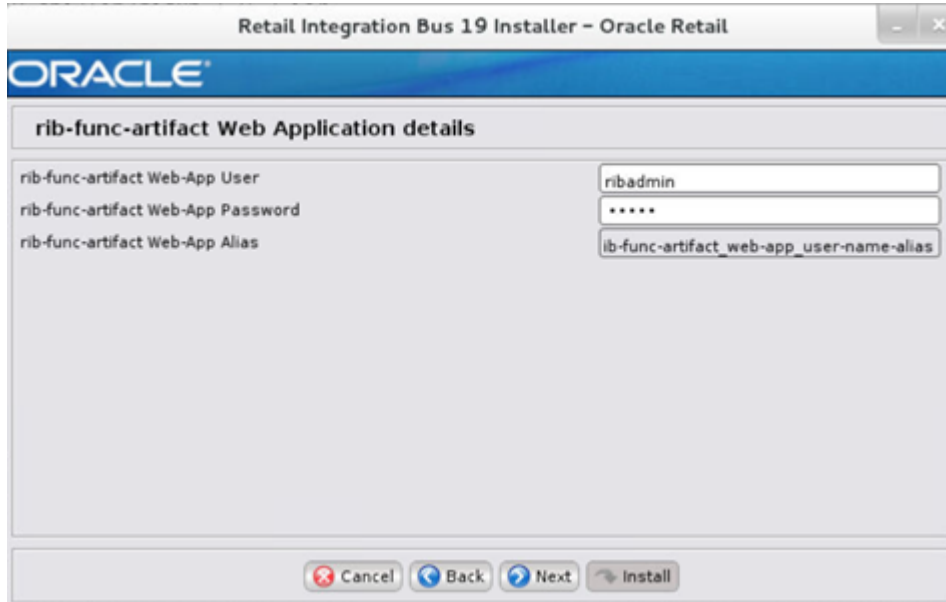 Retail Integration Bus 19 Installer – Oracle Retail
ORACLE
rib-func-artifact Web Application details
rib-func-artifact Web-App User ribadmin
rib-func-artifact Web-App Password •••••
rib-func-artifact Web-App Alias ib-func-artifact_web-app_user-name-alias
Cancel Back Next Install